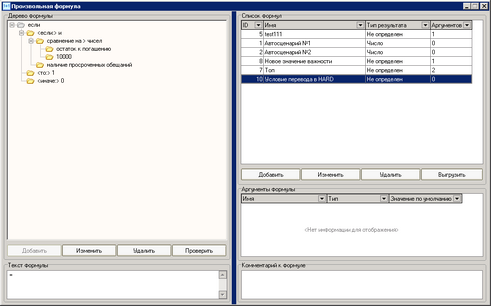 Произвольная формула
Дерево формулы
если
<если:> и
сравнение на > чисел
остаток к погашению
10000
наличие просроченных обещаний
<то:> 1
<иначе:> 0
Добавить Изменить Удалить Проверить
Текст формулы
=
Список формул
ID Имя Тип результата Аргументов
5 test111 Не определен 1
1 Автосценарий №1 Число 0
2 Автосценарий №2 Число 0
8 Новое значение важности Не определен 1
7 Топ Не определен 2
10 Условие перевода в HARD Не определен 0
Добавить Изменить Удалить Выгрузить
Аргументы формулы
Имя Тип Значение по умолчанию
<Нет информации для отображения>
Комментарий к формуле